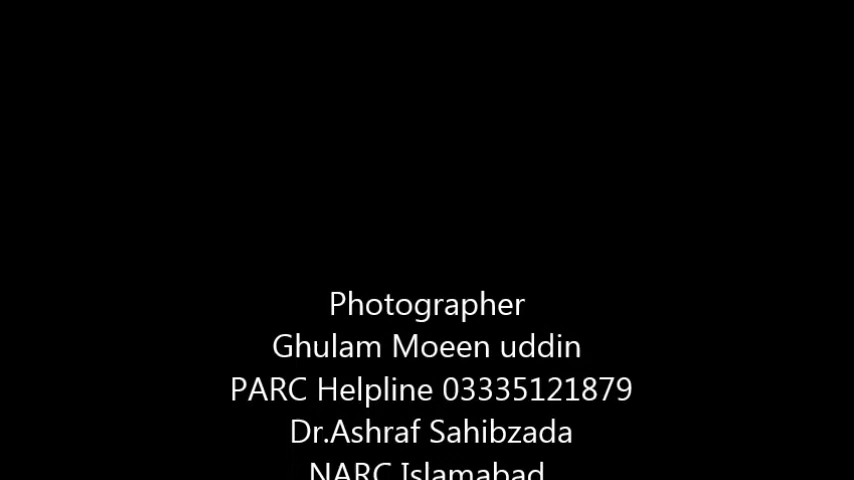 Photographer
Ghulam Moeen uddin
PARC Helpline 03335121879
Dr.Ashraf Sahibzada
NARC Islamabad